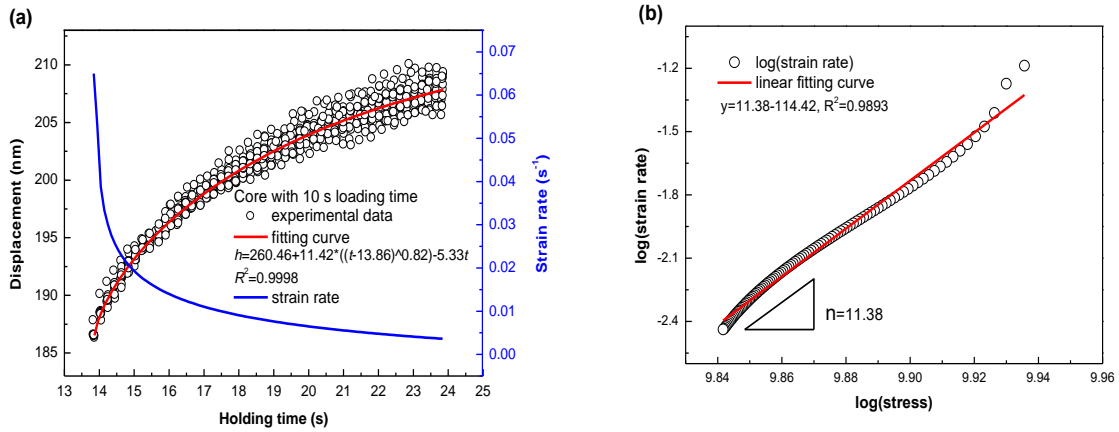 (a)
Displacement (nm)
210
205
200
195
190
185
13 14 15 16 17 18 19 20 21 22 23 24 25
Holding time (s)
0.07
0.06
0.05
0.04
0.03
0.02
0.01
0.00
Strain rate (s⁻¹)
Core with 10 s loading time
experimental data
fitting curve
h=260.46+11.42*((t-13.86)^0.82)-5.33t
R²=0.9998
strain rate
(b)
log(strain rate)
-1.2
-1.5
-1.8
-2.1
-2.4
9.84 9.86 9.88 9.90 9.92 9.94 9.96
log(stress)
log(strain rate)
linear fitting curve
y=11.38-114.42, R²=0.9893
n=11.38